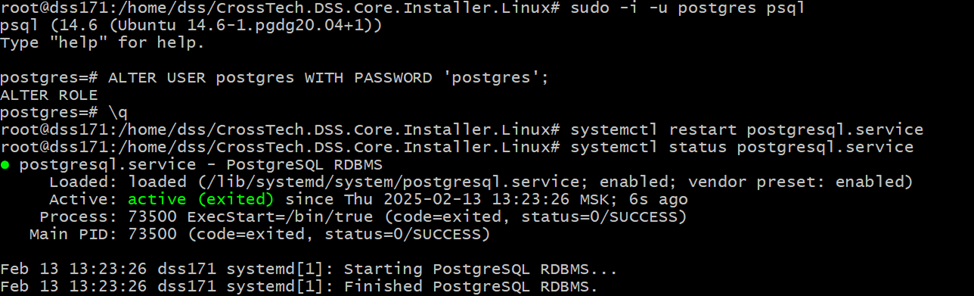 root@dss171:/home/dss/CrossTech.DSS.Core.Installer.Linux# sudo -i -u postgres psql
psql (14.6 (Ubuntu 14.6-1.pgdg20.04+1))
Type "help" for help.
postgres=# ALTER USER postgres WITH PASSWORD 'postgres';
ALTER ROLE
postgres=# \q
root@dss171:/home/dss/CrossTech.DSS.Core.Installer.Linux# systemctl restart postgresql.service
root@dss171:/home/dss/CrossTech.DSS.Core.Installer.Linux# systemctl status postgresql.service
● postgresql.service - PostgreSQL RDBMS
Loaded: loaded (/lib/systemd/system/postgresql.service; enabled; vendor preset: enabled)
Active: active (exited) since Thu 2025-02-13 13:23:26 MSK; 6s ago
Process: 73500 ExecStart=/bin/true (code=exited, status=0/SUCCESS)
Main PID: 73500 (code=exited, status=0/SUCCESS)
Feb 13 13:23:26 dss171 systemd[1]: Starting PostgreSQL RDBMS...
Feb 13 13:23:26 dss171 systemd[1]: Finished PostgreSQL RDBMS.